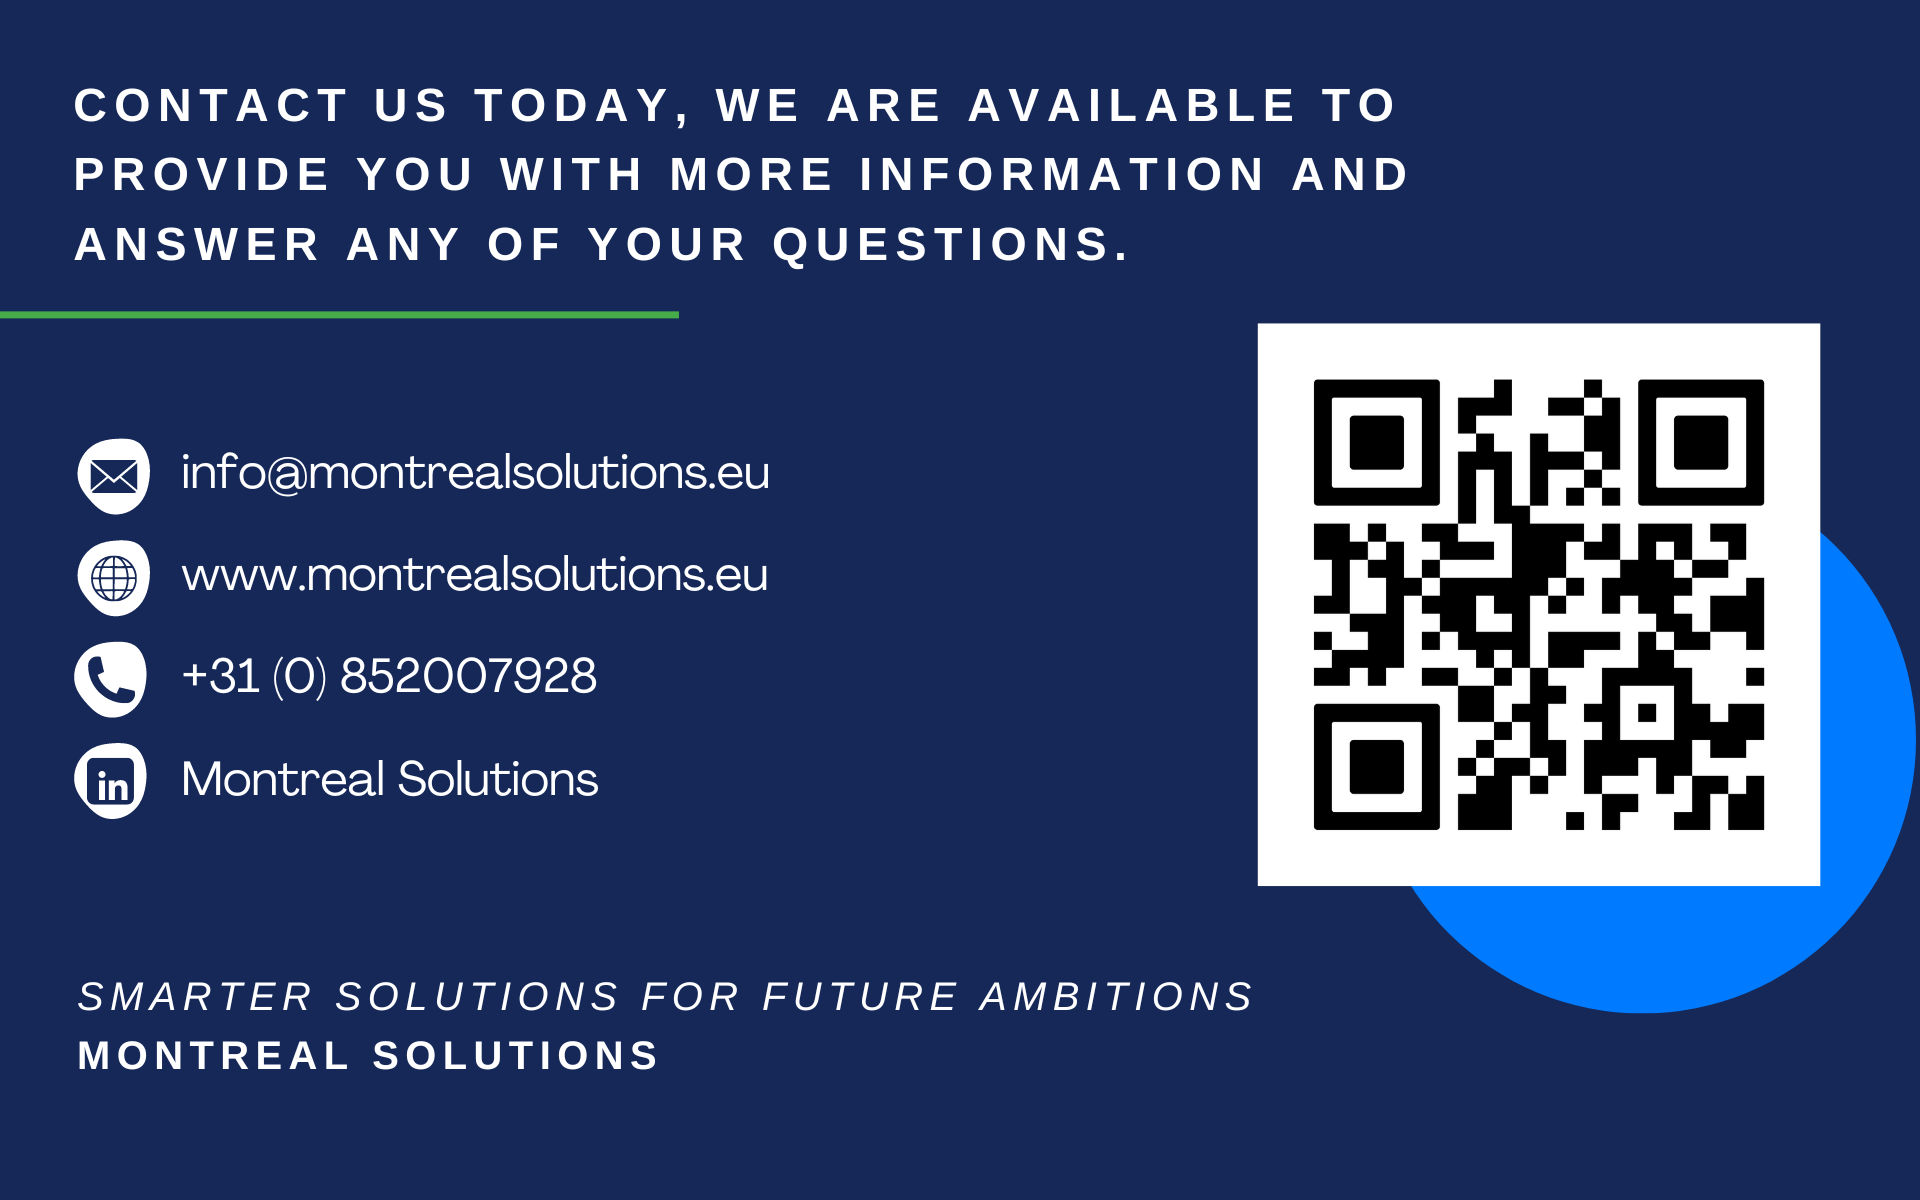 CONTACT US TODAY, WE ARE AVAILABLE TO
PROVIDE YOU WITH MORE INFORMATION AND
ANSWER ANY OF YOUR QUESTIONS.
info@montrealsolutions.eu
www.montrealsolutions.eu
+31 (0) 852007928
in Montreal Solutions
SMARTER SOLUTIONS FOR FUTURE AMBITIONS
MONTREAL SOLUTIONS